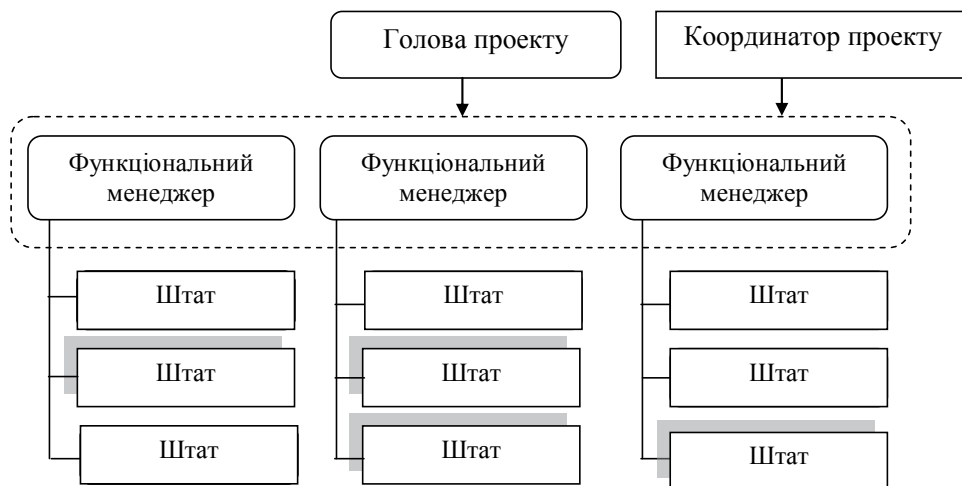 Голова проекту
Координатор проекту
Функціональний
менеджер
Функціональний
менеджер
Функціональний
менеджер
Штат
Штат
Штат
Штат
Штат
Штат
Штат
Штат
Штат